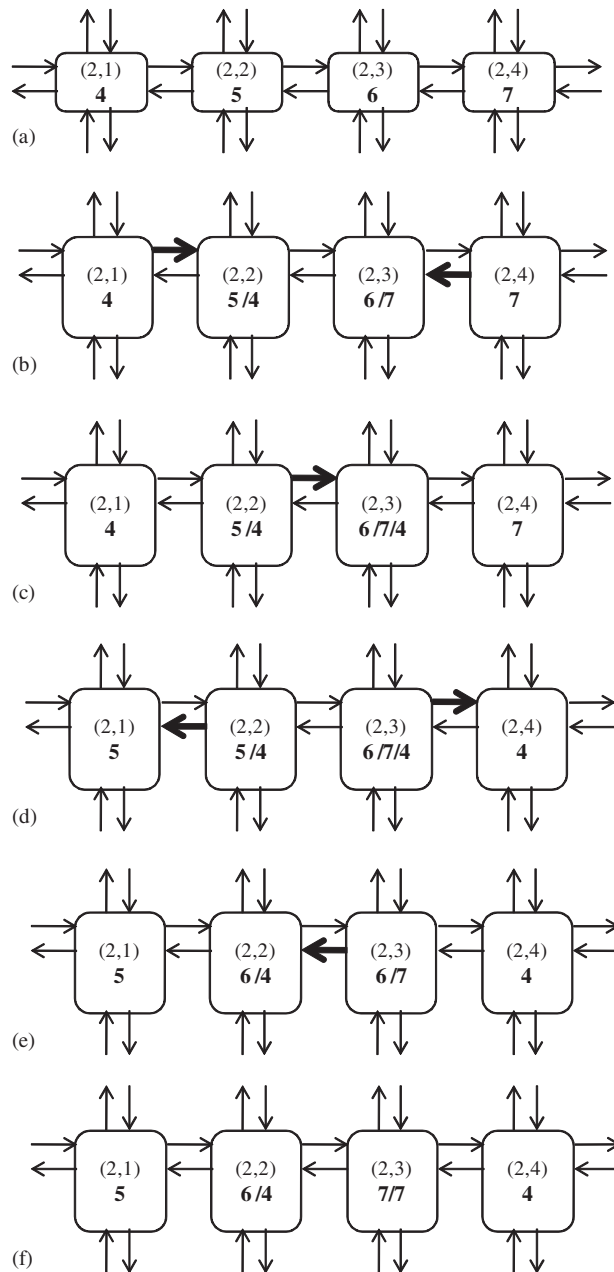 (2,1) (2,2) (2,3) (2,4)
4 5 6 7
(a)
(2,1) (2,2) (2,3) (2,4)
4 5/4 6/7 7
(b)
(2,1) (2,2) (2,3) (2,4)
4 5/4 6/7/4 7
(c)
(2,1) (2,2) (2,3) (2,4)
5 5/4 6/7/4 4
(d)
(2,1) (2,2) (2,3) (2,4)
5 6/4 6/7 4
(e)
(2,1) (2,2) (2,3) (2,4)
5 6/4 7/7 4
(f)